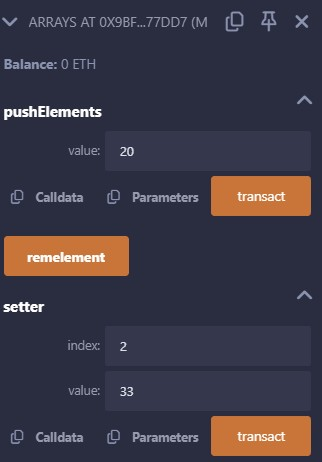 ARRAYS AT 0X9BF...77DD7 (M
Balance: 0 ETH
pushElements
value: 20
Calldata Parameters transact
remelement
setter
index: 2
value: 33
Calldata Parameters transact